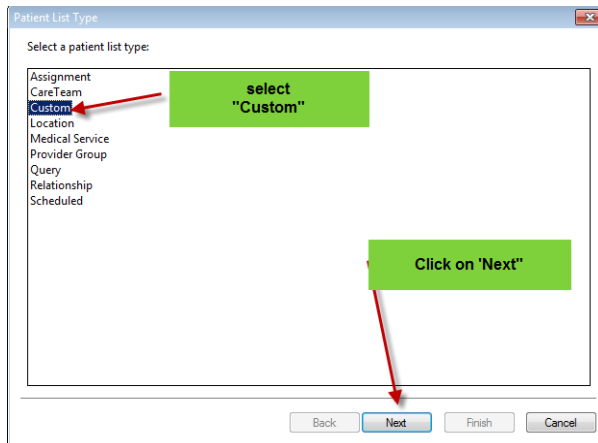 Patient List Type
Select a patient list type:
Assignment
CareTeam
Custom
Location
Medical Service
Provider Group
Query
Relationship
Scheduled
select
"Custom"
Click on 'Next"
Back
Next
Finish
Cancel